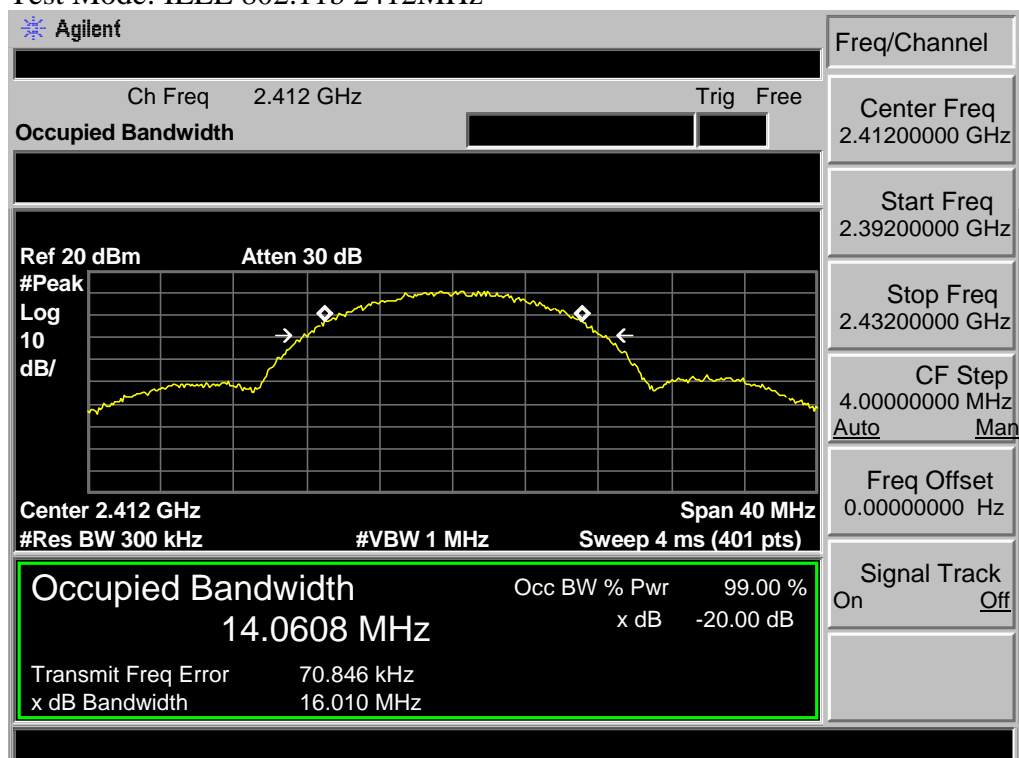 Test Mode: IEEE 802.11b 2412MHz
Agilent
Freq/Channel
Ch Freq 2.412 GHz Trig Free
Occupied Bandwidth
Center Freq
2.41200000 GHz
Start Freq
2.39200000 GHz
Stop Freq
2.43200000 GHz
CF Step
4.00000000 MHz
Auto Man
Freq Offset
0.00000000 Hz
Signal Track
On Off
Ref 20 dBm Atten 30 dB
#Peak
Log
10
dB/
Center 2.412 GHz Span 40 MHz
#Res BW 300 kHz #VBW 1 MHz Sweep 4 ms (401 pts)
Occupied Bandwidth Occ BW % Pwr 99.00 %
14.0608 MHz x dB -20.00 dB
Transmit Freq Error 70.846 kHz
x dB Bandwidth 16.010 MHz